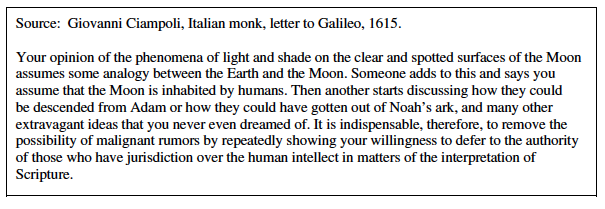 Source:  Giovanni Ciampoli, Italian monk, letter to Galileo, 1615.
Your opinion of the phenomena of light and shade on the clear and spotted surfaces of the Moon
assumes some analogy between the Earth and the Moon. Someone adds to this and says you
assume that the Moon is inhabited by humans. Then another starts discussing how they could
be descended from Adam or how they could have gotten out of Noah’s ark, and many other
extravagant ideas that you never even dreamed of. It is indispensable, therefore, to remove the
possibility of malignant rumors by repeatedly showing your willingness to defer to the authority
of those who have jurisdiction over the human intellect in matters of the interpretation of
Scripture.